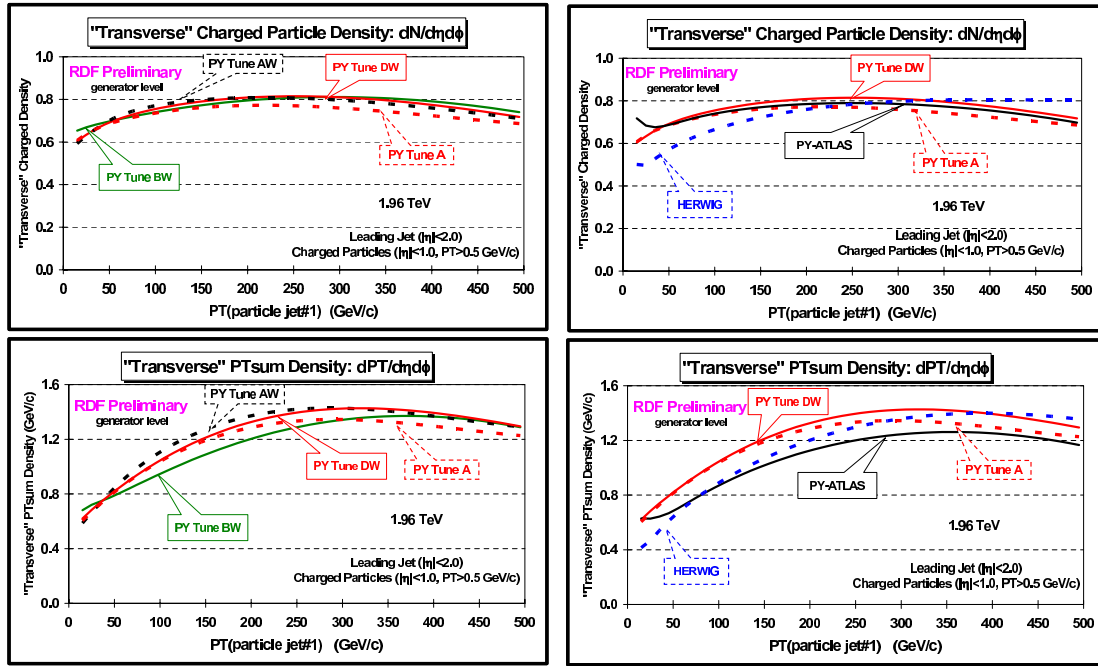 "Transverse" Charged Particle Density: dN/dηdϕ
RDF Preliminary
generator level
PY Tune AW
PY Tune DW
PY Tune BW
PY Tune A
1.96 TeV
Leading Jet (|η|<2.0)
Charged Particles (|η|<1.0, PT>0.5 GeV/c)
"Transverse" Charged Density
0.0
0.2
0.4
0.6
0.8
1.0
0 50 100 150 200 250 300 350 400 450 500
PT(particle jet#1) (GeV/c)
"Transverse" Charged Particle Density: dN/dηdϕ
RDF Preliminary
generator level
PY Tune DW
PY-ATLAS
PY Tune A
HERWIG
1.96 TeV
Leading Jet (|η|<2.0)
Charged Particles (|η|<1.0, PT>0.5 GeV/c)
"Transverse" Charged Density
0.0
0.2
0.4
0.6
0.8
1.0
0 50 100 150 200 250 300 350 400 450 500
PT(particle jet#1) (GeV/c)
"Transverse" PTsum Density: dPT/dηdϕ
RDF Preliminary
generator level
PY Tune AW
PY Tune DW
PY Tune A
PY Tune BW
1.96 TeV
Leading Jet (|η|<2.0)
Charged Particles (|η|<1.0, PT>0.5 GeV/c)
"Transverse" PTsum Density (GeV/c)
0.0
0.4
0.8
1.2
1.6
0 50 100 150 200 250 300 350 400 450 500
PT(particle jet#1) (GeV/c)
"Transverse" PTsum Density: dPT/dηdϕ
RDF Preliminary
generator level
PY Tune DW
PY Tune A
PY-ATLAS
HERWIG
1.96 TeV
Leading Jet (|η|<2.0)
Charged Particles (|η|<1.0, PT>0.5 GeV/c)
"Transverse" PTsum Density (GeV/c)
0.0
0.4
0.8
1.2
1.6
0 50 100 150 200 250 300 350 400 450 500
PT(particle jet#1) (GeV/c)